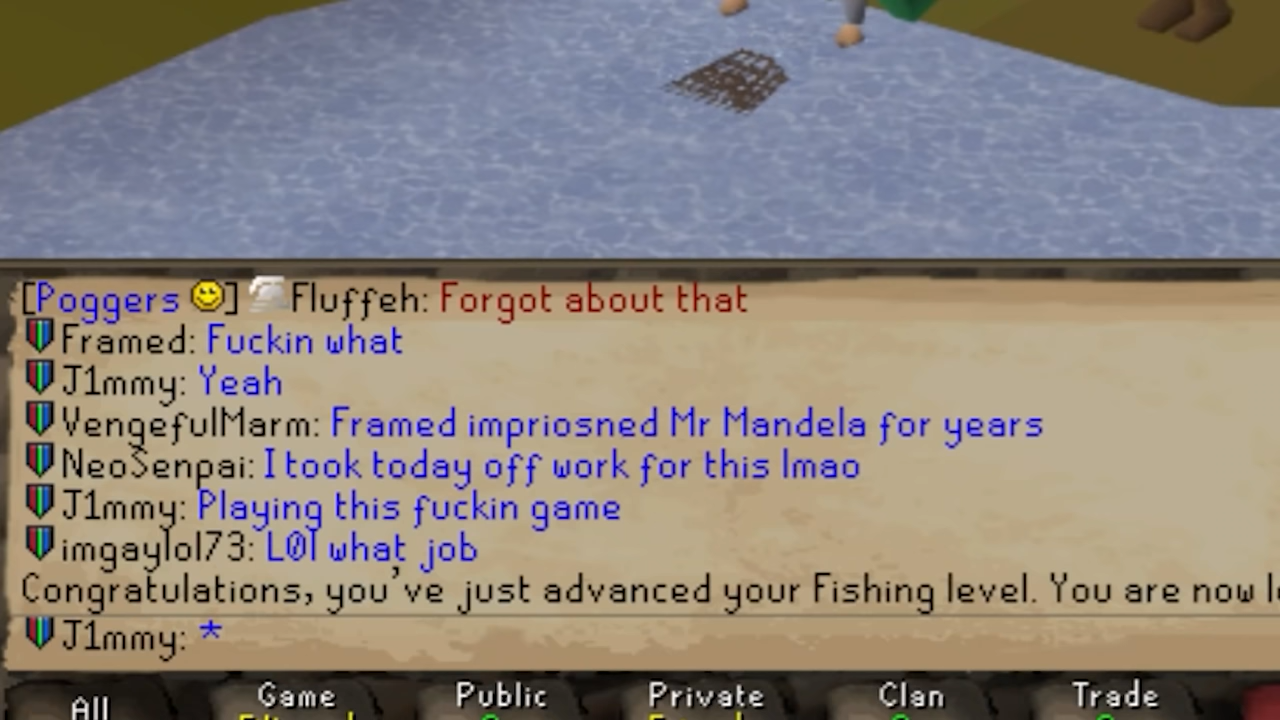 [Poggers 🙂] Fluffeh: Forgot about that
Framed: Fuckin what
J1mmy: Yeah
VengefulMarm: Framed impriosned Mr Mandela for years
NeoSenpai: I took today off work for this lmao
J1mmy: Playing this fuckin game
imgaylol73: L0l what job
Congratulations, you've just advanced your Fishing level. You are now l
J1mmy: *
All Game Public Private Clan Trade